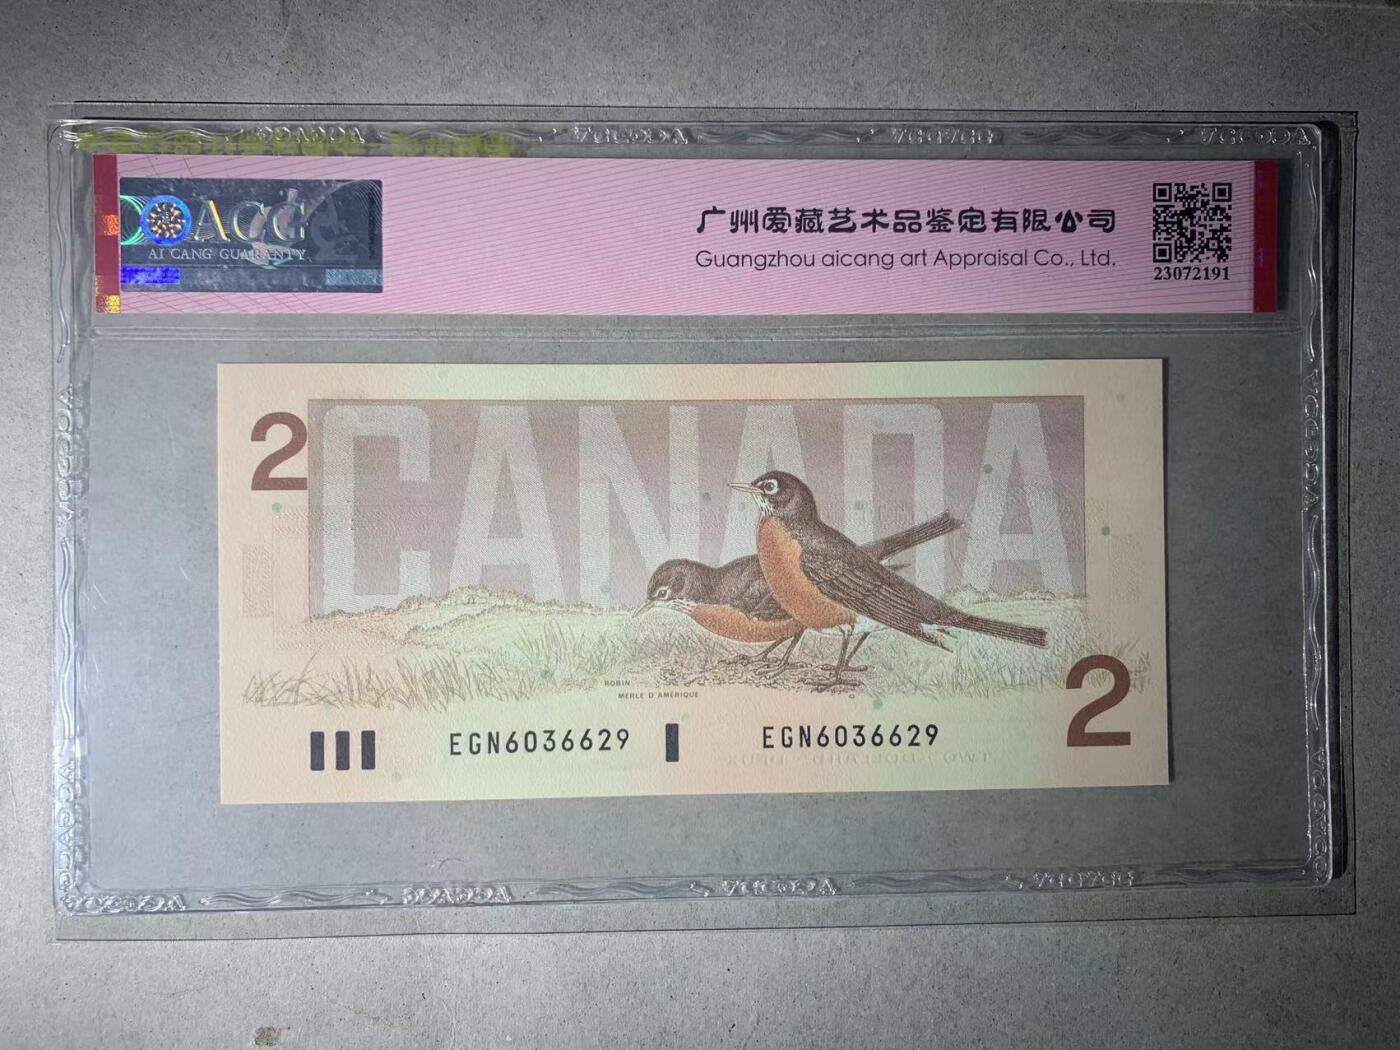 ACG
AI CANG GUARANTY
广州爱藏艺术品鉴定有限公司
Guangzhou aicang art Appraisal Co., Ltd.
23072191
2
CANADA
ROBIN
MERLE D'AMÉRIQUE
2
EGN6036629
EGN6036629